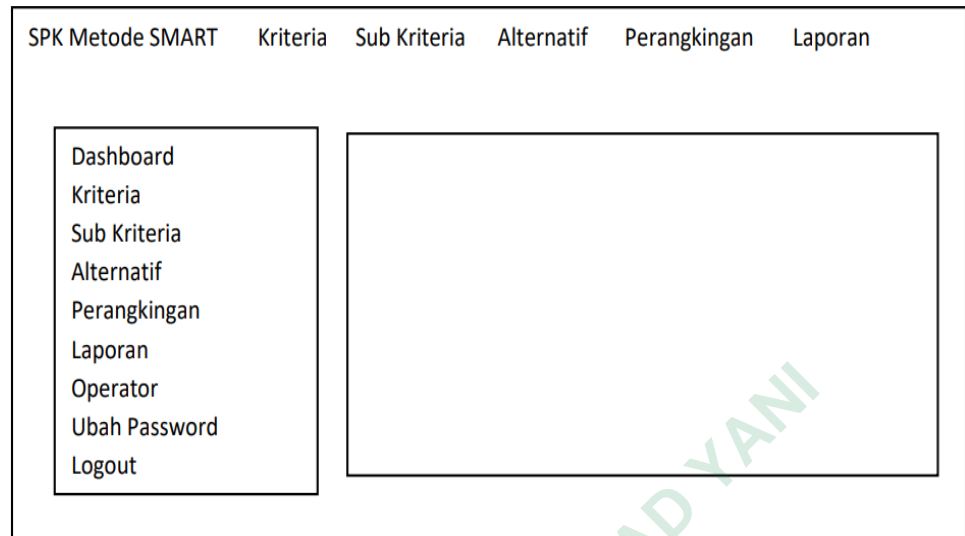 SPK Metode SMART Kriteria Sub Kriteria Alternatif Perangkingan Laporan
Dashboard
Kriteria
Sub Kriteria
Alternatif
Perangkingan
Laporan
Operator
Ubah Password
Logout
YANI